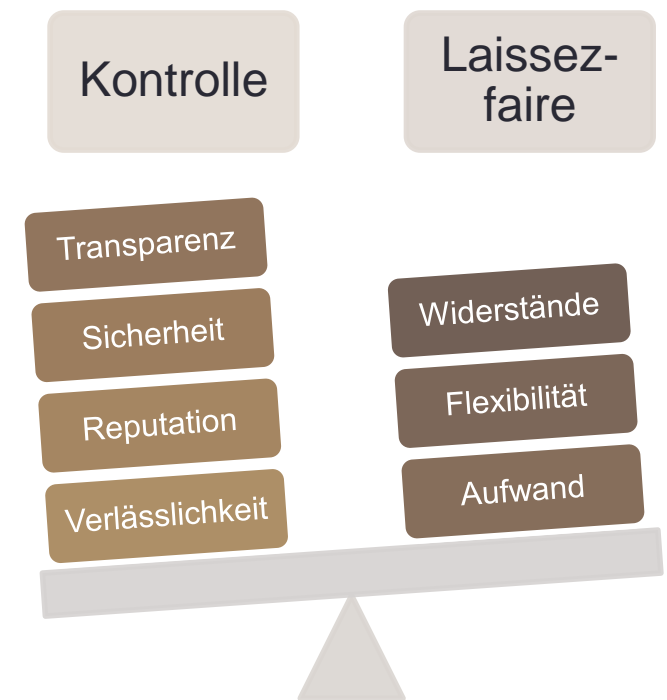 Kontrolle
Laissez-
faire
Transparenz
Sicherheit
Reputation
Verlässlichkeit
Widerstände
Flexibilität
Aufwand